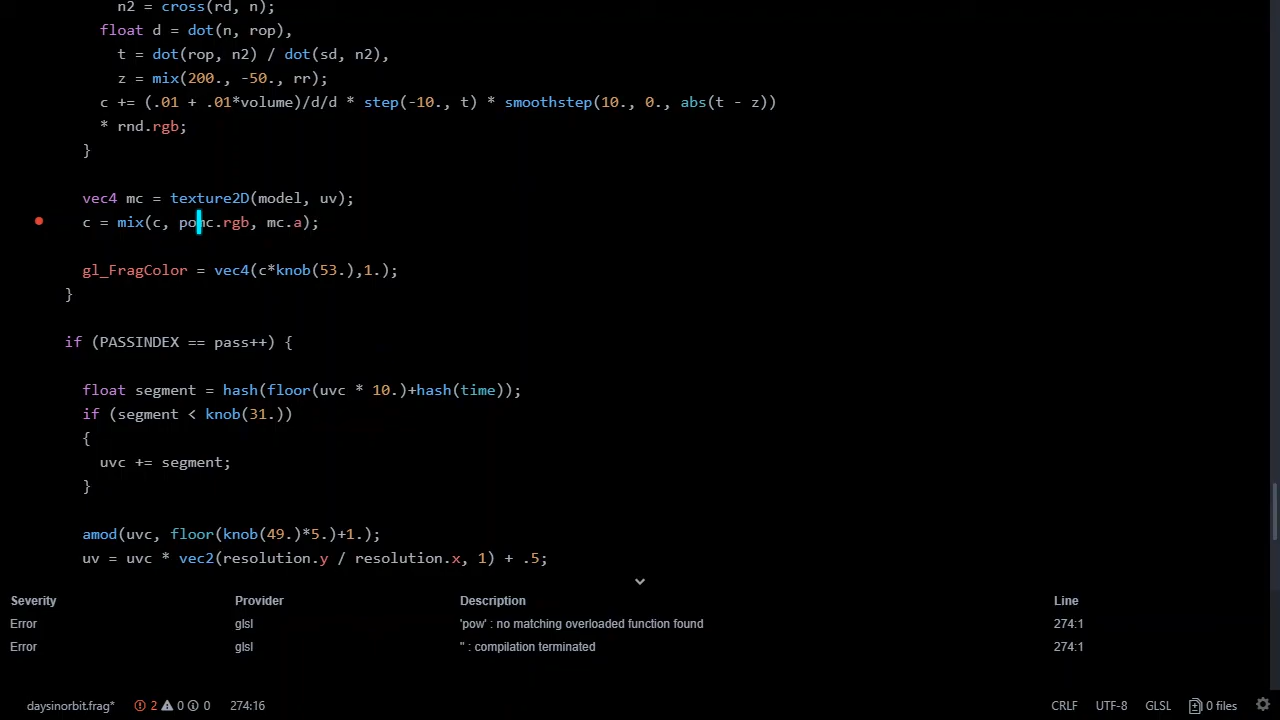 n2 = cross(rd, n);
float d = dot(n, rop),
t = dot(rop, n2) / dot(sd, n2),
z = mix(200., -50., rr);
c += (.01 + .01*volume)/d/d * step(-10., t) * smoothstep(10., 0., abs(t - z))
* rnd.rgb;
}
vec4 mc = texture2D(model, uv);
c = mix(c, pomc.rgb, mc.a);
gl_FragColor = vec4(c*knob(53.),1.);
}
if (PASSINDEX == pass++) {
float segment = hash(floor(uvc * 10.)+hash(time));
if (segment < knob(31.))
{
uvc += segment;
}
amod(uvc, floor(knob(49.)*5.)+1.);
uv = uvc * vec2(resolution.y / resolution.x, 1) + .5;
Severity Provider Description Line
Error glsl 'pow' : no matching overloaded function found 274:1
Error glsl '' : compilation terminated 274:1
daysinorbit.frag* 2 0 0 274:16 CRLF UTF-8 GLSL 0 files